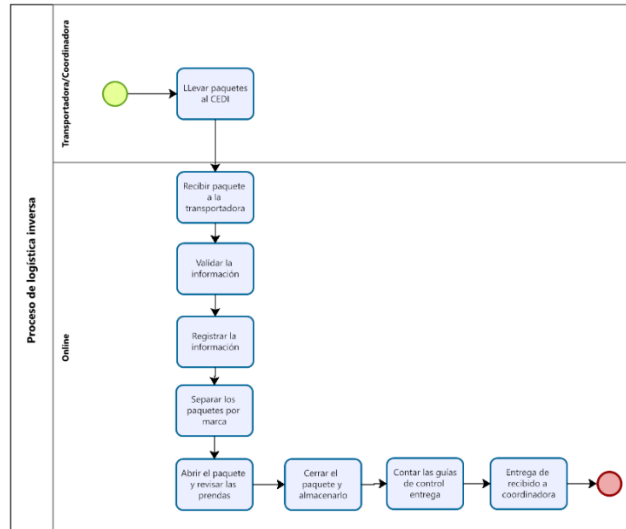 Proceso de logística inversa
Transportadora/Coordinadora
LLevar paquetes
al CEDI
Online
Recibir paquete
a la
transportadora
Validar la
información
Registrar la
información
Separar los
paquetes por
marca
Abrir el paquete
y revisar las
prendas
Cerrar el
paquete y
almacenarlo
Contar las guías
de control
entrega
Entrega de
recibido a
coordinadora